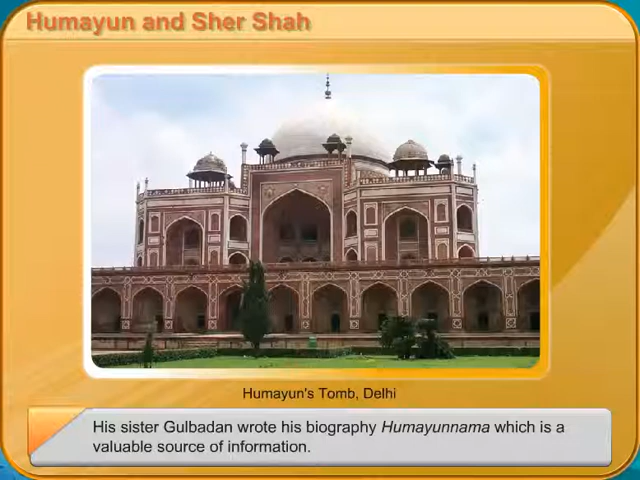 Humayun and Sher Shah
Humayun's Tomb, Delhi
His sister Gulbadan wrote his biography Humayunnama which is a
valuable source of information.